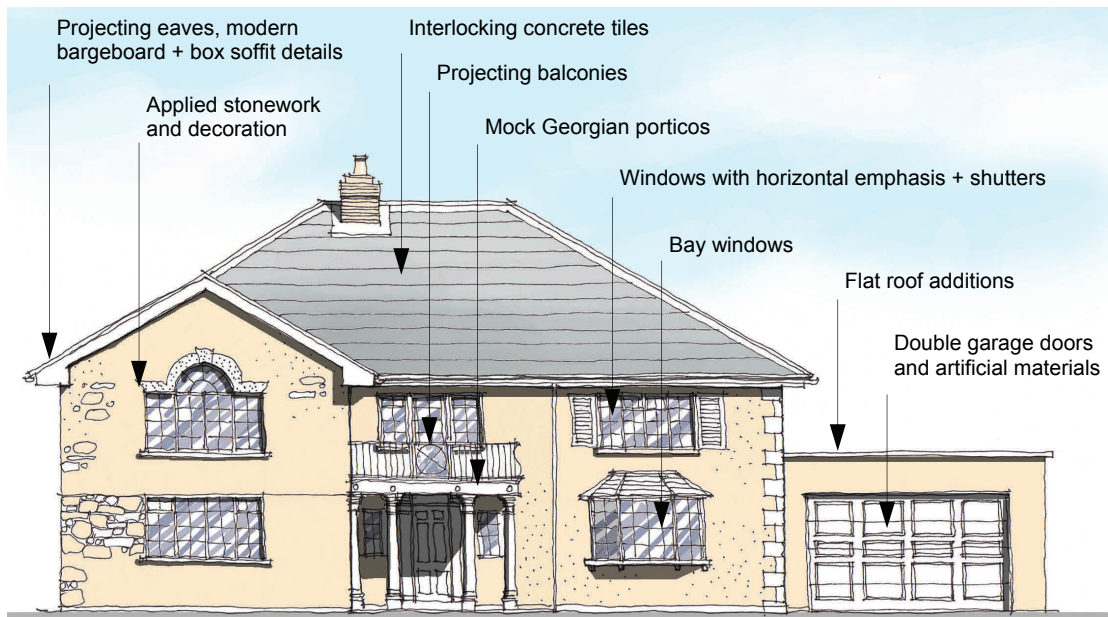 Projecting eaves, modern
bargeboard + box soffit details
Interlocking concrete tiles
Projecting balconies
Applied stonework
and decoration
Mock Georgian porticos
Windows with horizontal emphasis + shutters
Bay windows
Flat roof additions
Double garage doors
and artificial materials